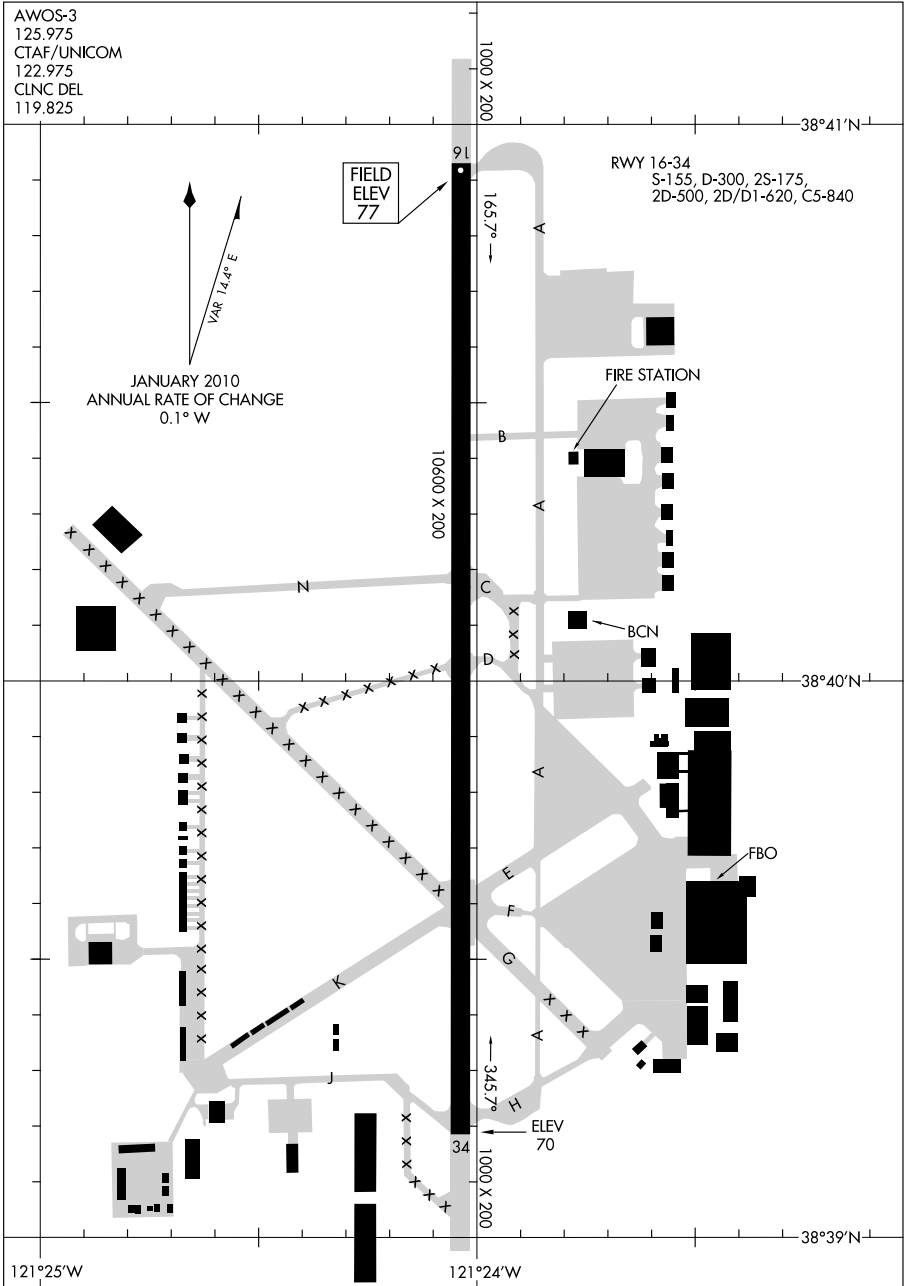 AWOS-3
125.975
CTAF/UNICOM
122.975
CLNC DEL
119.825
1000 X 200
38°41'N
16
FIELD
ELEV
77
RWY 16-34
S-155, D-300, 2S-175,
2D-500, 2D/D1-620, C5-840
165.7°
A
VAR 14.4° E
JANUARY 2010
ANNUAL RATE OF CHANGE
0.1° W
FIRE STATION
B
10600 X 200
A
X X X X X X X X X X X X X X X X X X X X X X X
N
C
X X X
BCN
D
X X X X X X X
38°40'N
X X X X X X X X X X X X X X X X
A
E
FBO
F
G
X X X
K
A
345.7°
J
H
X X X X X X
ELEV
70
34
1000 X 200
38°39'N
121°25'W
121°24'W